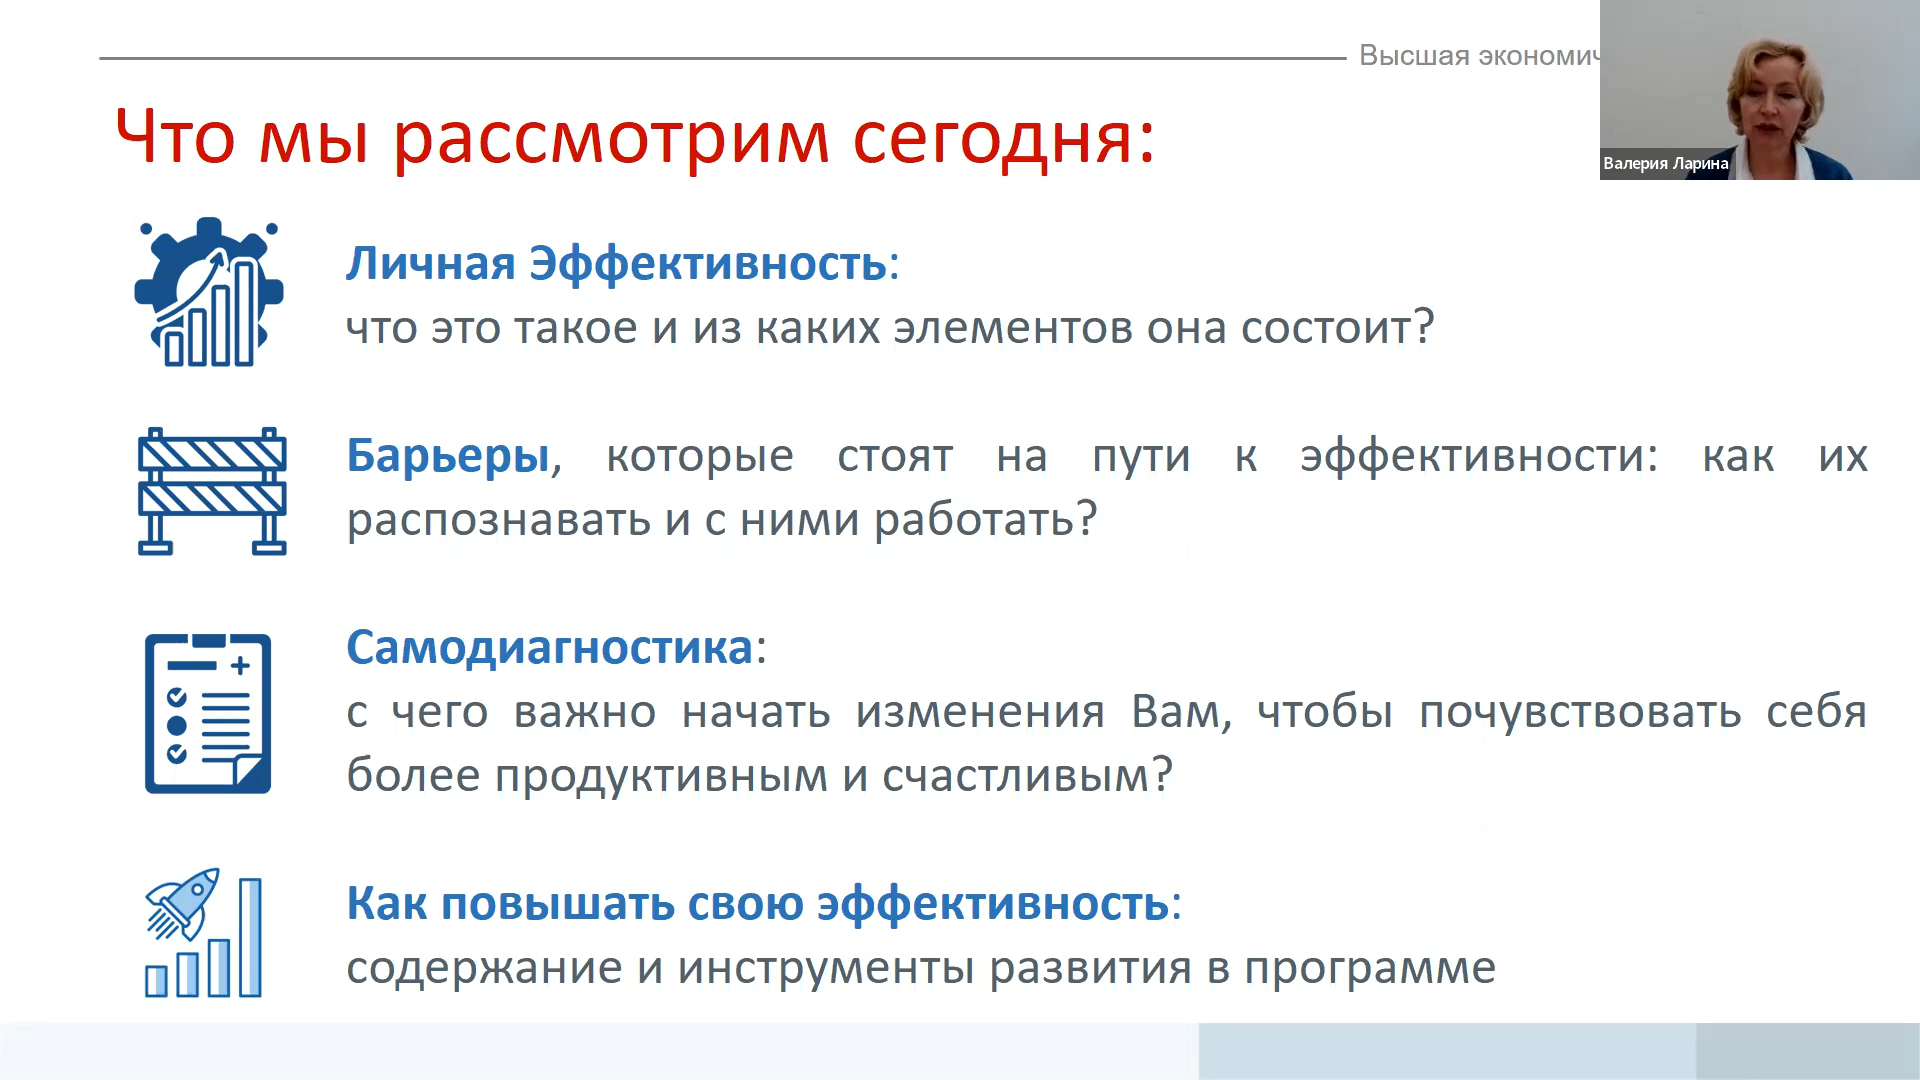 Высшая экономич
Валерия Ларина
Что мы рассмотрим сегодня:
Личная Эффективность:
что это такое и из каких элементов она состоит?
Барьеры, которые стоят на пути к эффективности: как их
распознавать и с ними работать?
Самодиагностика:
с чего важно начать изменения Вам, чтобы почувствовать себя
более продуктивным и счастливым?
Как повышать свою эффективность:
содержание и инструменты развития в программе